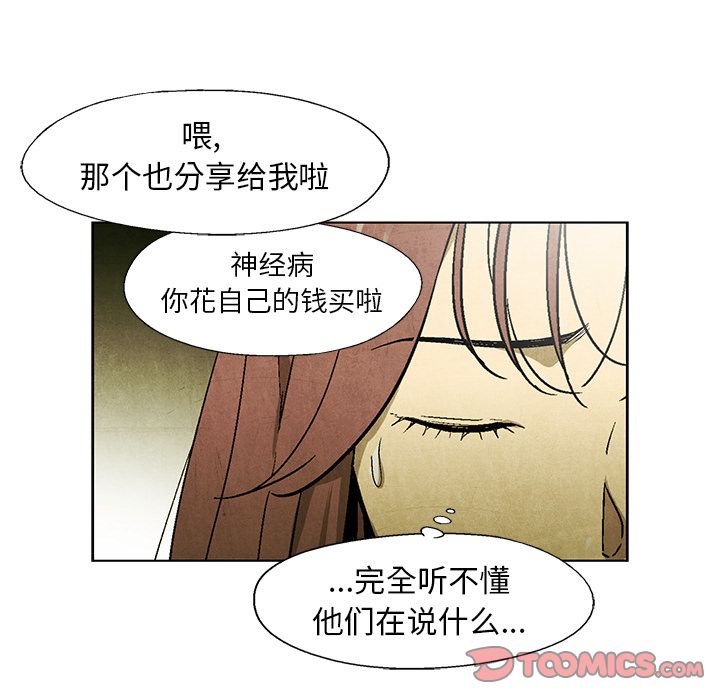 喂,
那个也分享给我啦
神经病
你花自己的钱买啦
...完全听不懂
他们在说什么...
TOOMICS.COM